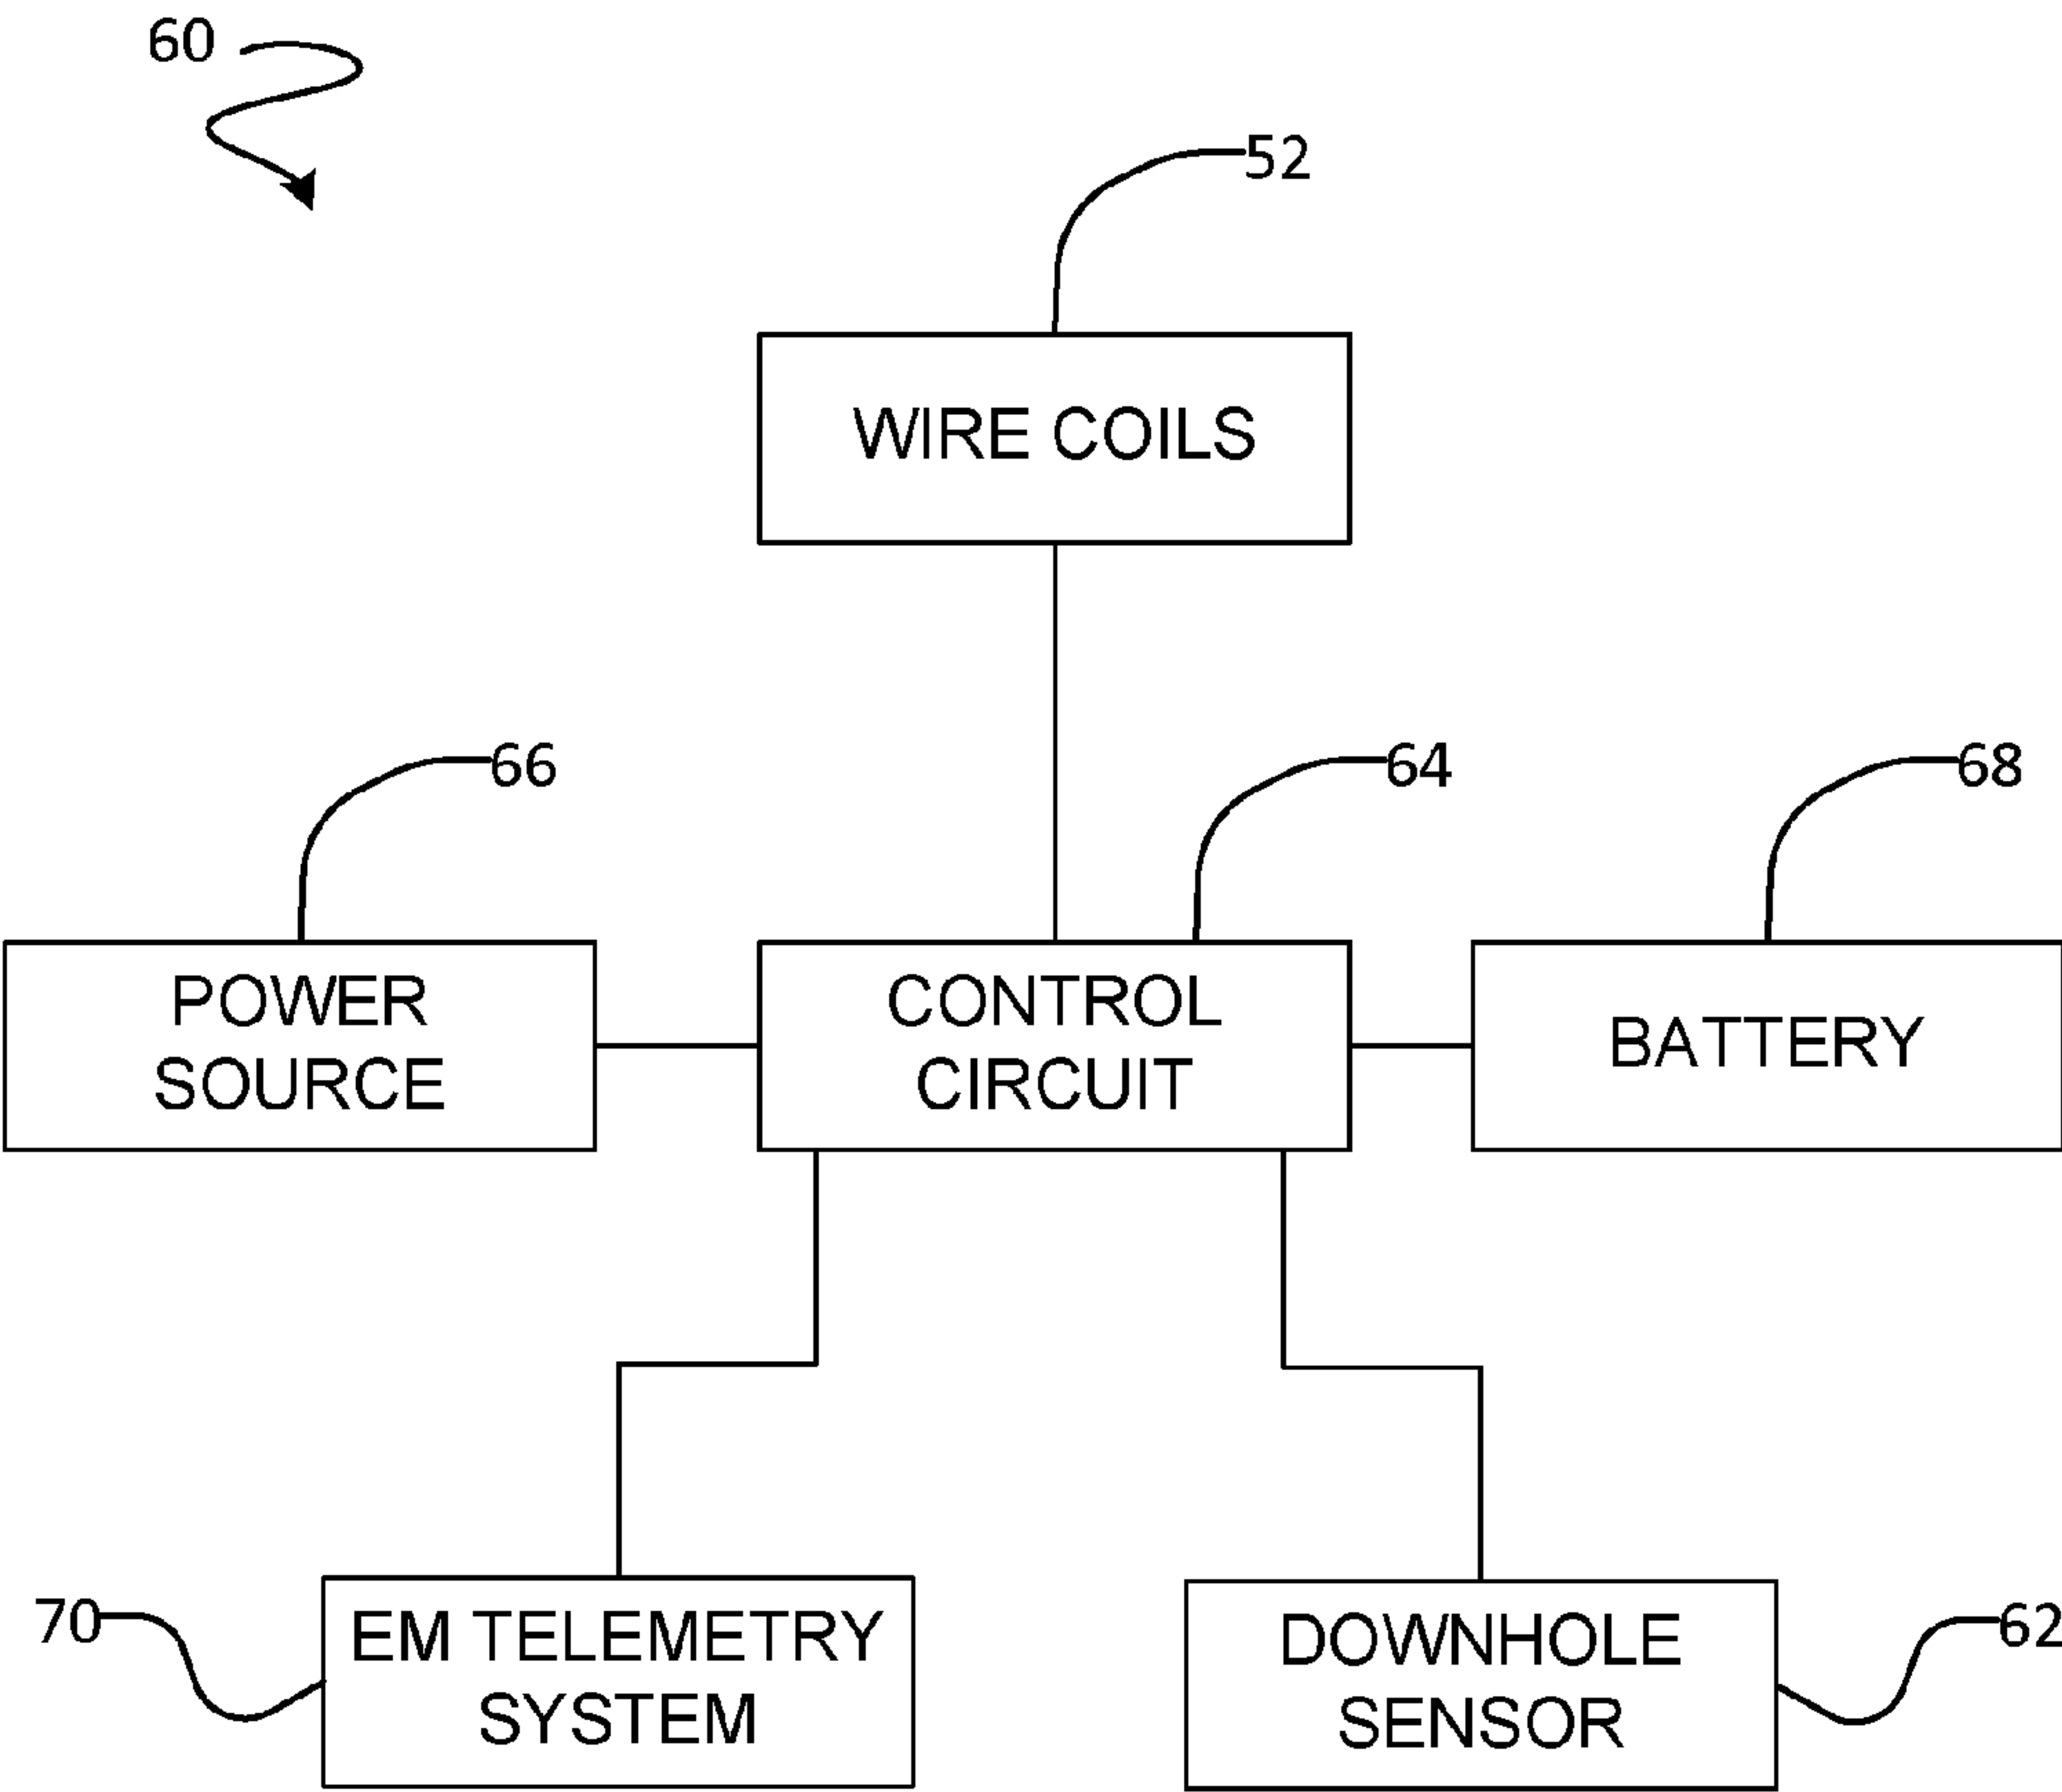 60
52
WIRE COILS
66
64
68
POWER
SOURCE
CONTROL
CIRCUIT
BATTERY
70
EM TELEMETRY
SYSTEM
DOWNHOLE
SENSOR
62